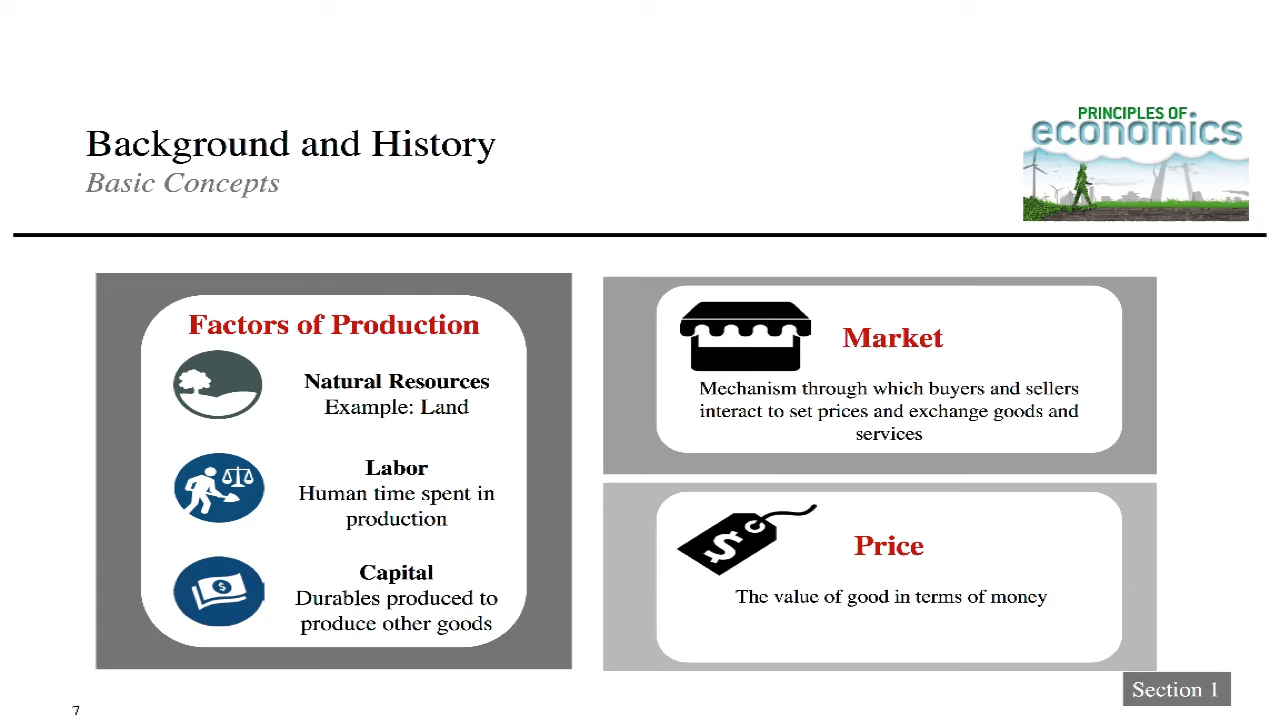 PRINCIPLES OF
economics
Background and History
Basic Concepts
Factors of Production
Natural Resources
Example: Land
Labor
Human time spent in
production
$
Capital
Durables produced to
produce other goods
Market
Mechanism through which buyers and sellers
interact to set prices and exchange goods and
services
$
Price
The value of good in terms of money
Section 1
7